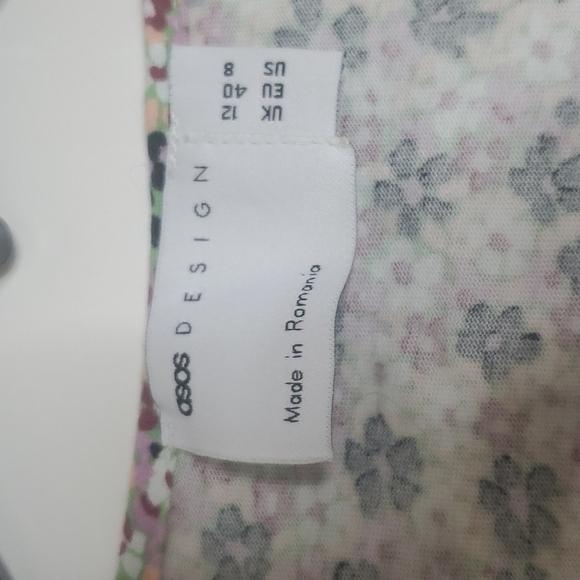 asos DESIGN
Made in Romania
UK 12
EU 40
US 8